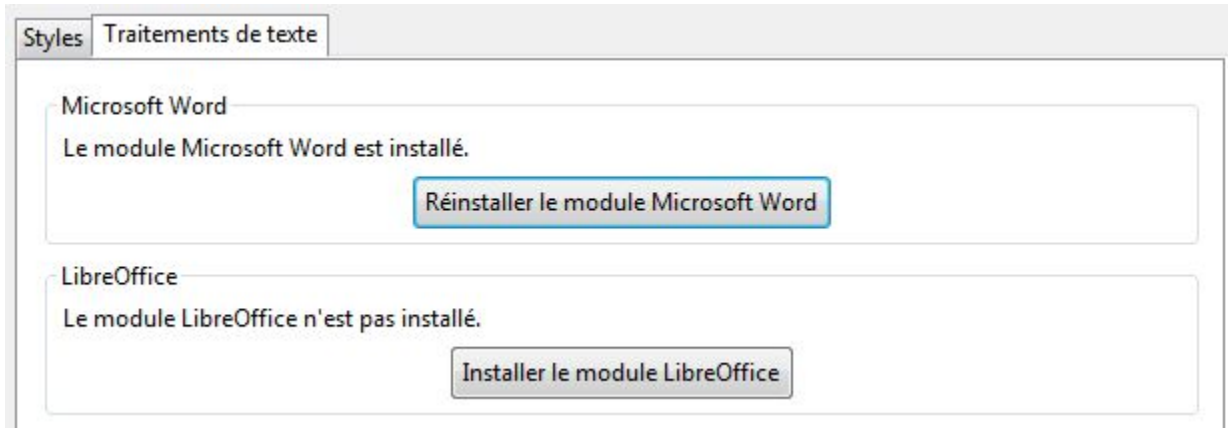 Styles
Traitements de texte
Microsoft Word
Le module Microsoft Word est installé.
Réinstaller le module Microsoft Word
LibreOffice
Le module LibreOffice n'est pas installé.
Installer le module LibreOffice